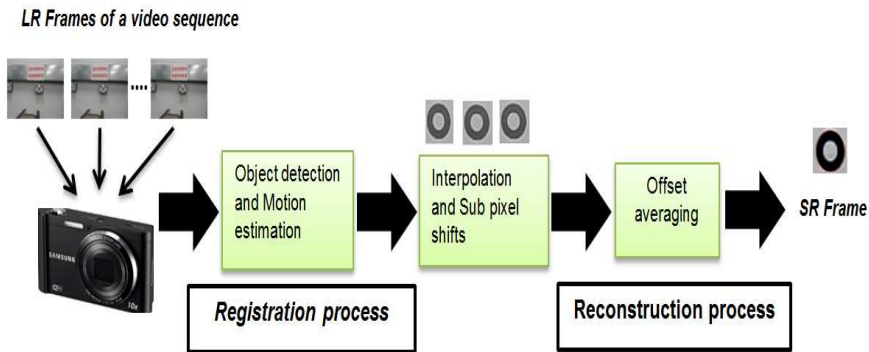 LR Frames of a video sequence
....
Object detection
and Motion
estimation
Interpolation
and Sub pixel
shifts
Offset
averaging
SR Frame
SAMSUNG
10x
Registration process
Reconstruction process